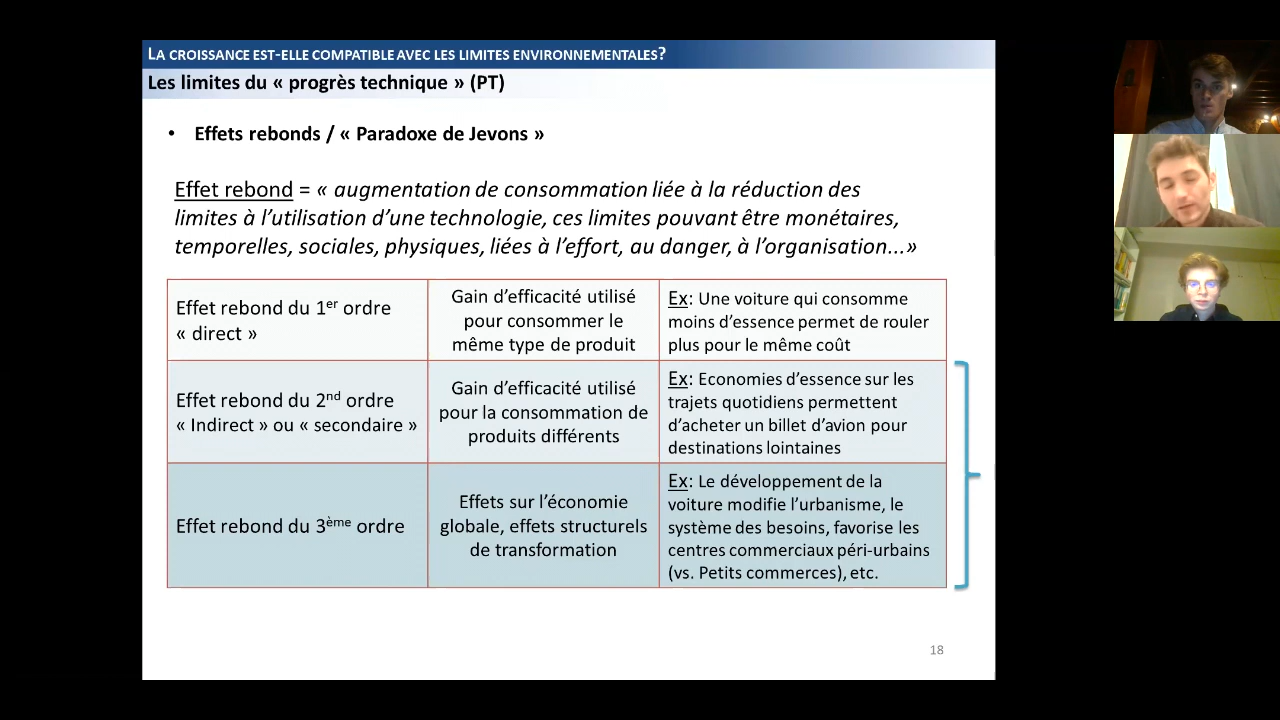 LA CROISSANCE EST-ELLE COMPATIBLE AVEC LES LIMITES ENVIRONNEMENTALES?
Les limites du « progrès technique » (PT)
• Effets rebonds / « Paradoxe de Jevons »
Effet rebond = « augmentation de consommation liée à la réduction des
limites à l’utilisation d’une technologie, ces limites pouvant être monétaires,
temporelles, sociales, physiques, liées à l’effort, au danger, à l’organisation...»
Effet rebond du 1er ordre
« direct »
Gain d’efficacité utilisé
pour consommer le
même type de produit
Ex: Une voiture qui consomme
moins d’essence permet de rouler
plus pour le même coût
Effet rebond du 2nd ordre
« Indirect » ou « secondaire »
Gain d’efficacité utilisé
pour la consommation de
produits différents
Ex: Economies d’essence sur les
trajets quotidiens permettent
d’acheter un billet d’avion pour
destinations lointaines
Effet rebond du 3ème ordre
Effets sur l’économie
globale, effets structurels
de transformation
Ex: Le développement de la
voiture modifie l’urbanisme, le
système des besoins, favorise les
centres commerciaux péri-urbains
(vs. Petits commerces), etc.
18